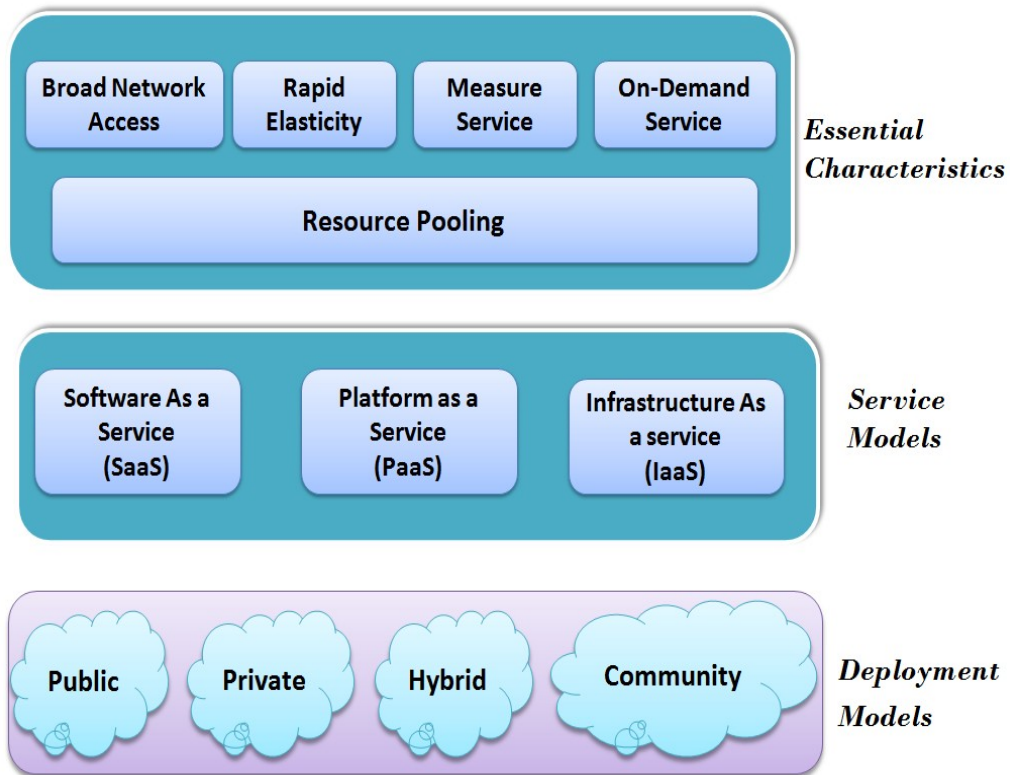 Broad Network
Access
Rapid
Elasticity
Measure
Service
On-Demand
Service
Resource Pooling
Essential
Characteristics
Software As a
Service
(SaaS)
Platform as a
Service
(PaaS)
Infrastructure As
a service
(IaaS)
Service
Models
Public
Private
Hybrid
Community
Deployment
Models